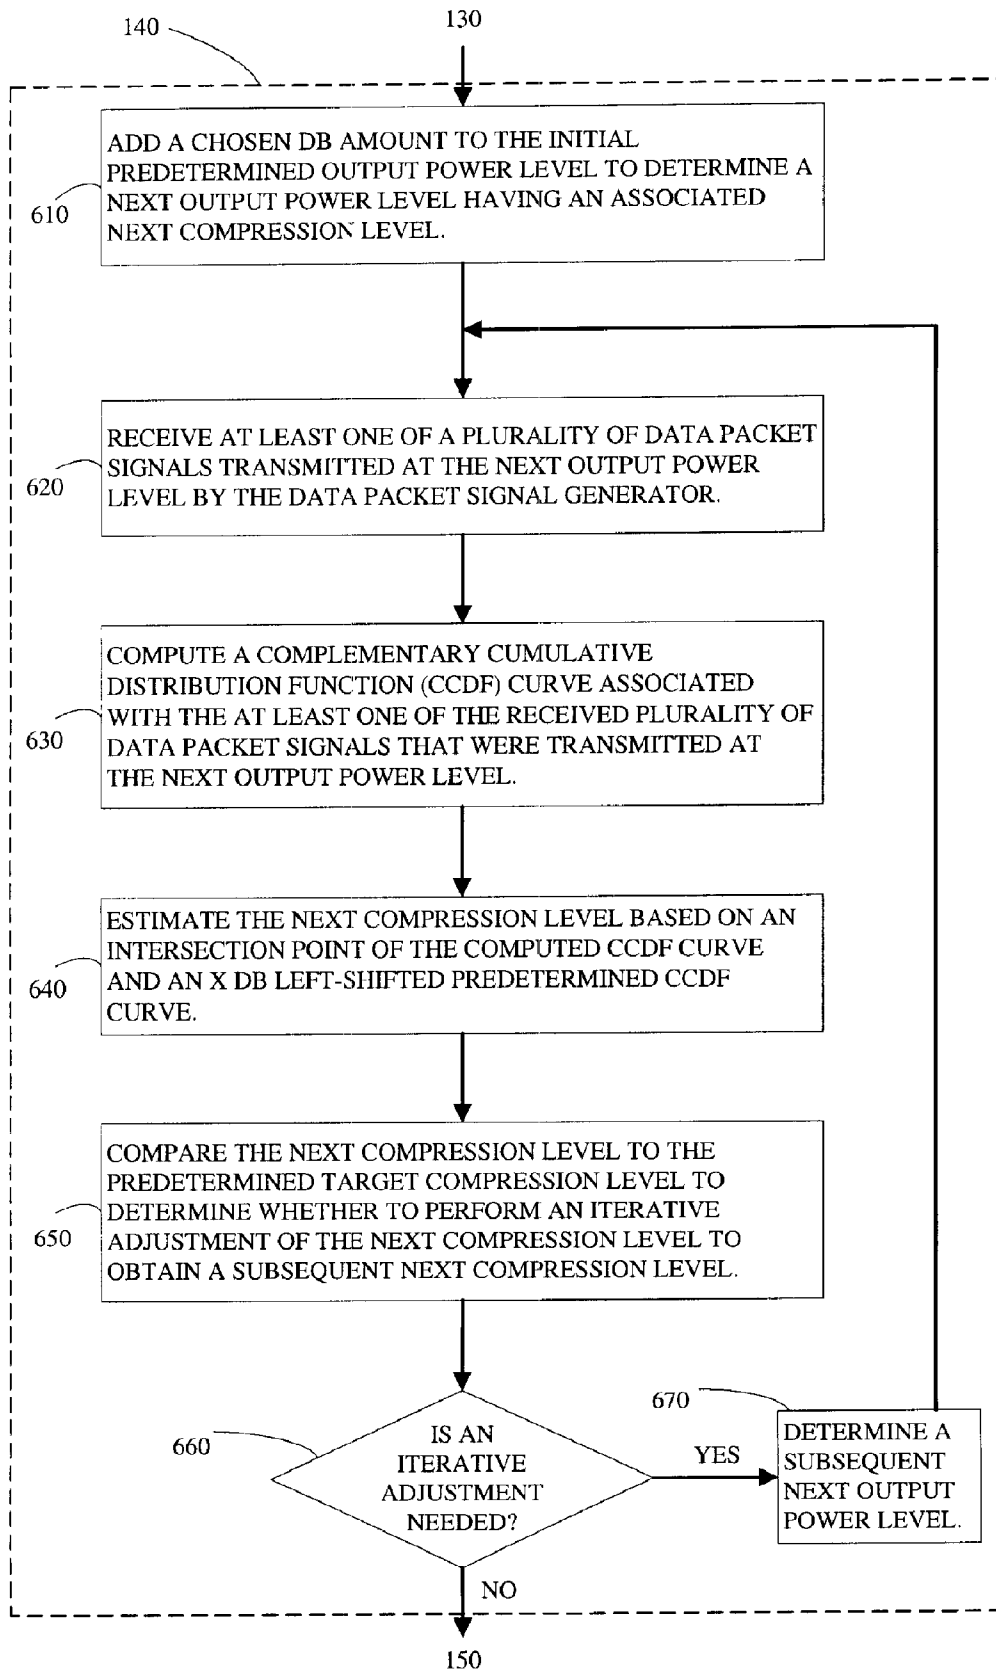 130
140
ADD A CHOSEN DB AMOUNT TO THE INITIAL
PREDETERMINED OUTPUT POWER LEVEL TO DETERMINE A
NEXT OUTPUT POWER LEVEL HAVING AN ASSOCIATED
NEXT COMPRESSION LEVEL.
610
RECEIVE AT LEAST ONE OF A PLURALITY OF DATA PACKET
SIGNALS TRANSMITTED AT THE NEXT OUTPUT POWER
LEVEL BY THE DATA PACKET SIGNAL GENERATOR.
620
COMPUTE A COMPLEMENTARY CUMULATIVE
DISTRIBUTION FUNCTION (CCDF) CURVE ASSOCIATED
WITH THE AT LEAST ONE OF THE RECEIVED PLURALITY OF
DATA PACKET SIGNALS THAT WERE TRANSMITTED AT
THE NEXT OUTPUT POWER LEVEL.
630
ESTIMATE THE NEXT COMPRESSION LEVEL BASED ON AN
INTERSECTION POINT OF THE COMPUTED CCDF CURVE
AND AN X DB LEFT-SHIFTED PREDETERMINED CCDF
CURVE.
640
COMPARE THE NEXT COMPRESSION LEVEL TO THE
PREDETERMINED TARGET COMPRESSION LEVEL TO
DETERMINE WHETHER TO PERFORM AN ITERATIVE
ADJUSTMENT OF THE NEXT COMPRESSION LEVEL TO
OBTAIN A SUBSEQUENT NEXT COMPRESSION LEVEL.
650
660
IS AN
ITERATIVE
ADJUSTMENT
NEEDED?
YES
670
DETERMINE A
SUBSEQUENT
NEXT OUTPUT
POWER LEVEL.
NO
150